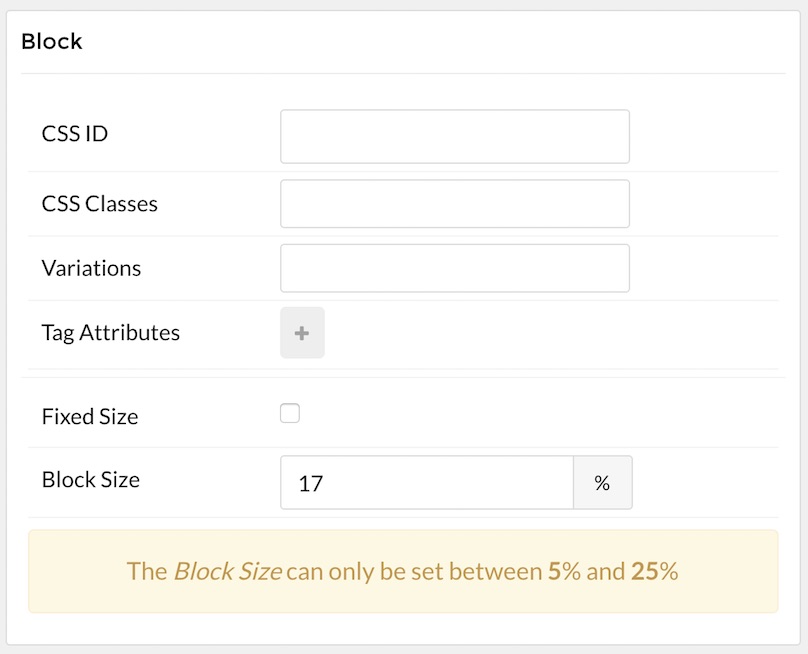 Block
CSS ID
CSS Classes
Variations
Tag Attributes
+
Fixed Size
Block Size 17 %
The Block Size can only be set between 5% and 25%